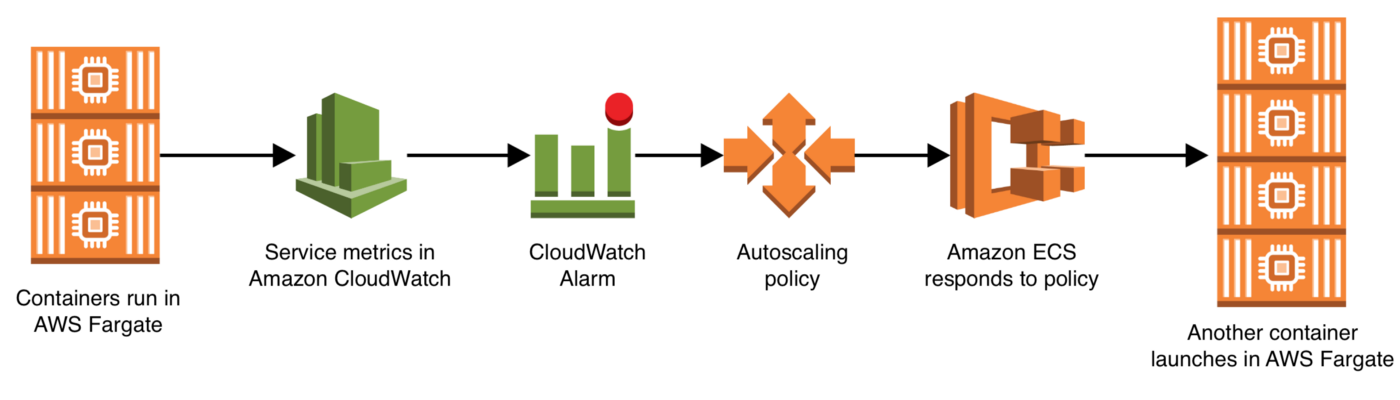 Containers run in
AWS Fargate
Service metrics in
Amazon CloudWatch
CloudWatch
Alarm
Autoscaling
policy
Amazon ECS
responds to policy
Another container
launches in AWS Fargate